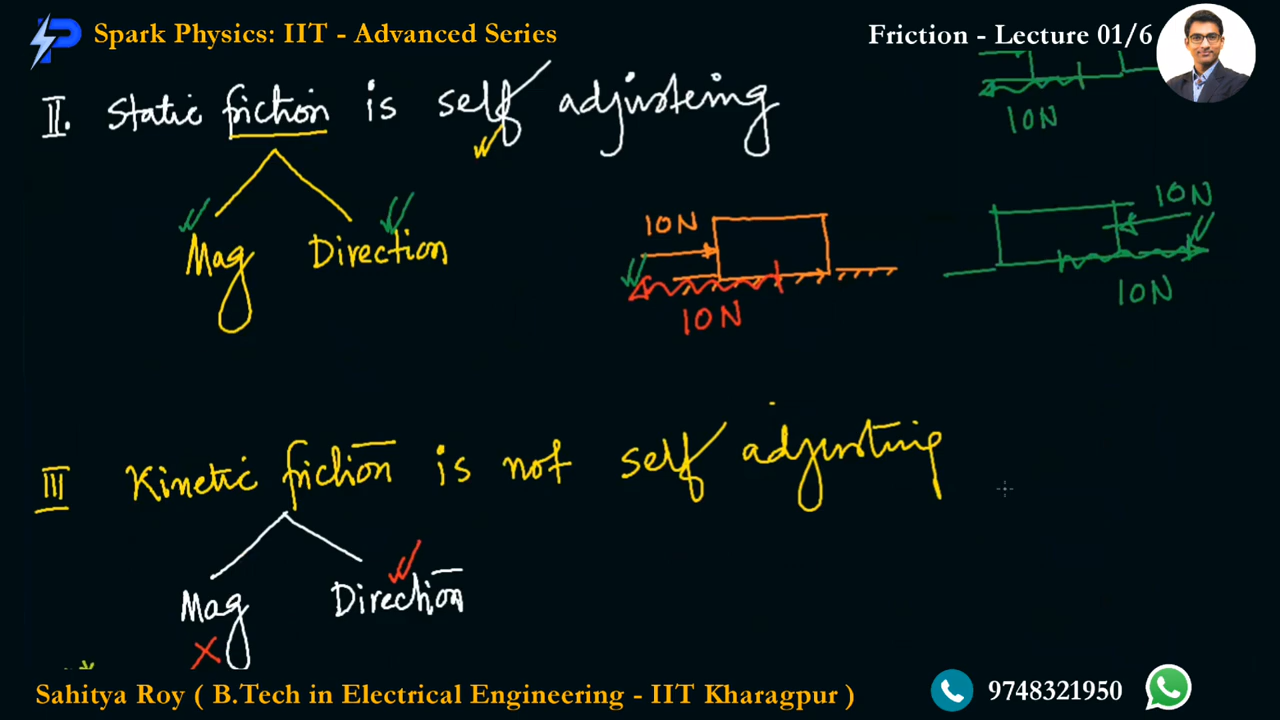 Spark Physics: IIT - Advanced Series
Friction - Lecture 01/6
10N
II. Static friction is self adjusteing
Mag Direction
10N
10N
10N
10N
III Kinetic friction is not self adjusting
Mag Direction
Sahitya Roy ( B.Tech in Electrical Engineering - IIT Kharagpur )
9748321950